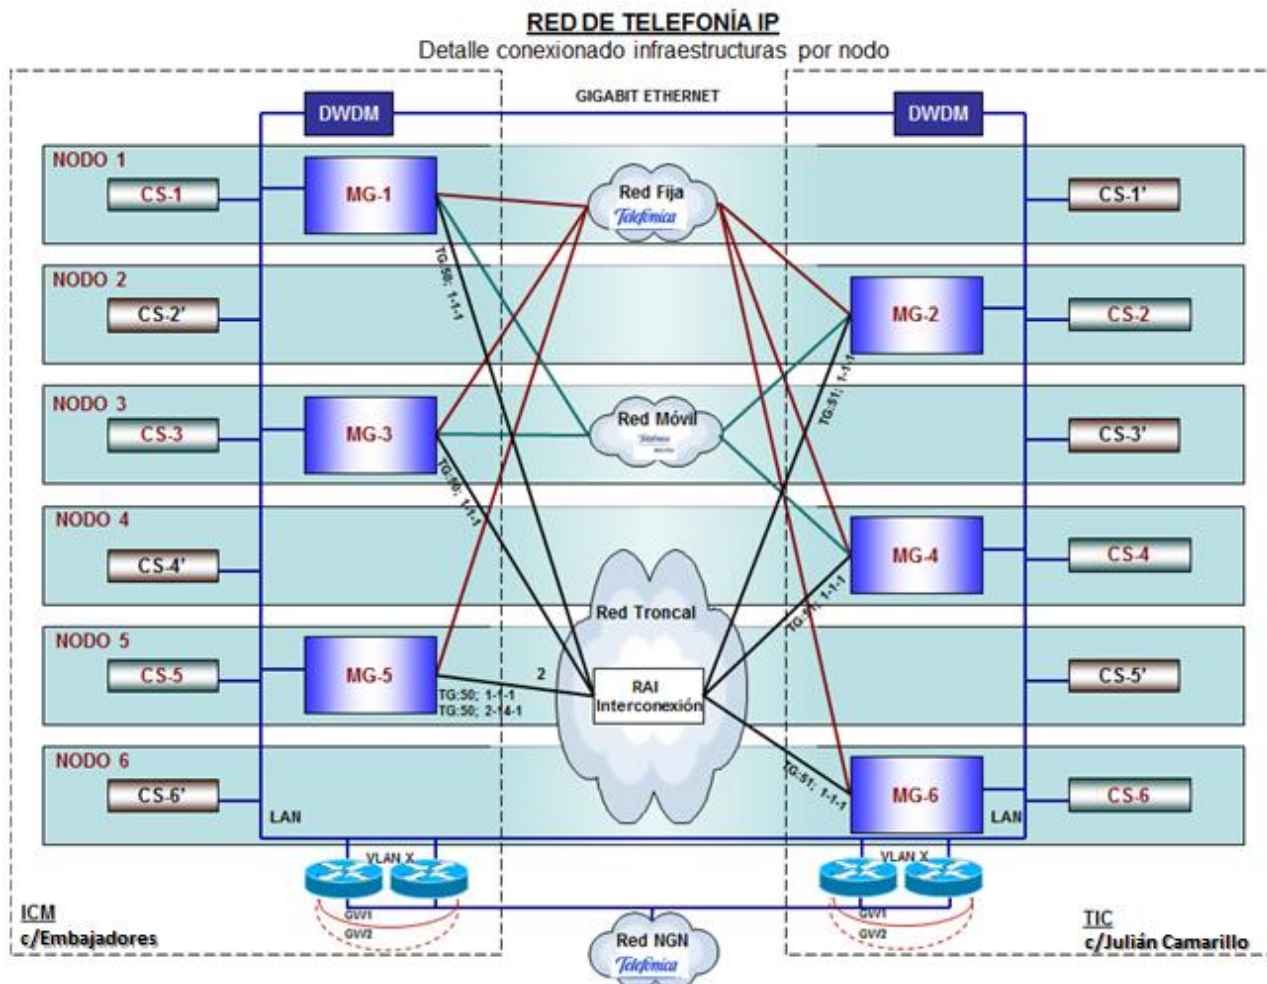 RED DE TELEFONÍA IP
Detalle conexionado infraestructuras por nodo
GIGABIT ETHERNET
DWDM
DWDM
NODO 1
CS-1
MG-1
Red Fija
Telefónica
CS-1'
TG:50; 1-1-1
NODO 2
CS-2'
MG-2
CS-2
TG:51; 1-1-1
NODO 3
CS-3
MG-3
Red Móvil
Telefónica
CS-3'
TG:50; 1-1-1
NODO 4
CS-4'
MG-4
CS-4
Red Troncal
TG:51; 1-1-1
NODO 5
CS-5
MG-5
2
TG:50; 1-1-1
TG:50; 2-14-1
RAI
Interconexión
CS-5'
NODO 6
CS-6'
TG:51; 1-1-1
MG-6
CS-6
LAN
LAN
VLAN X
VLAN X
GW1
GW2
GW1
GW2
ICM
c/Embajadores
Red NGN
Telefónica
TIC
c/Julián Camarillo